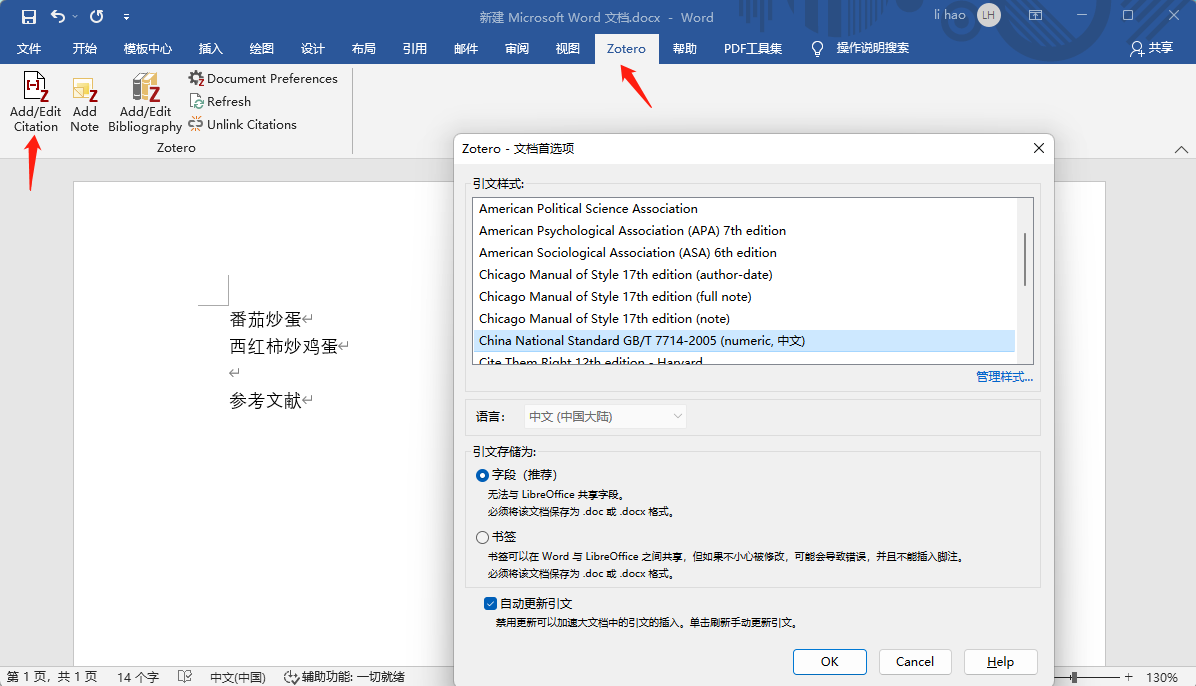 新建 Microsoft Word 文档.docx - Word
li hao LH
文件 开始 模板中心 插入 绘图 设计 布局 引用 邮件 审阅 视图 Zotero 帮助 PDF工具集 操作说明搜索 共享
Add/Edit Citation
Add Note
Add/Edit Bibliography
Document Preferences
Refresh
Unlink Citations
Zotero
番茄炒蛋
西红柿炒鸡蛋
参考文献
Zotero - 文档首选项
引文样式:
American Political Science Association
American Psychological Association (APA) 7th edition
American Sociological Association (ASA) 6th edition
Chicago Manual of Style 17th edition (author-date)
Chicago Manual of Style 17th edition (full note)
Chicago Manual of Style 17th edition (note)
China National Standard GB/T 7714-2005 (numeric, 中文)
Cite Them Right 12th edition - Harvard
管理样式...
语言: 中文 (中国大陆)
引文存储为:
字段（推荐）
无法与 LibreOffice 共享字段。
必须将该文档保存为 .doc 或 .docx 格式。
书签
书签可以在 Word 与 LibreOffice 之间共享，但如果不小心被修改，可能会导致错误，并且不能插入脚注。
必须将该文档保存为 .doc 或 .docx 格式。
自动更新引文
禁用更新可以加速大文档中的引文的插入。单击刷新手动更新引文。
OK Cancel Help
第 1 页，共 1 页 14 个字 中文(中国) 辅助功能: 一切就绪 130%